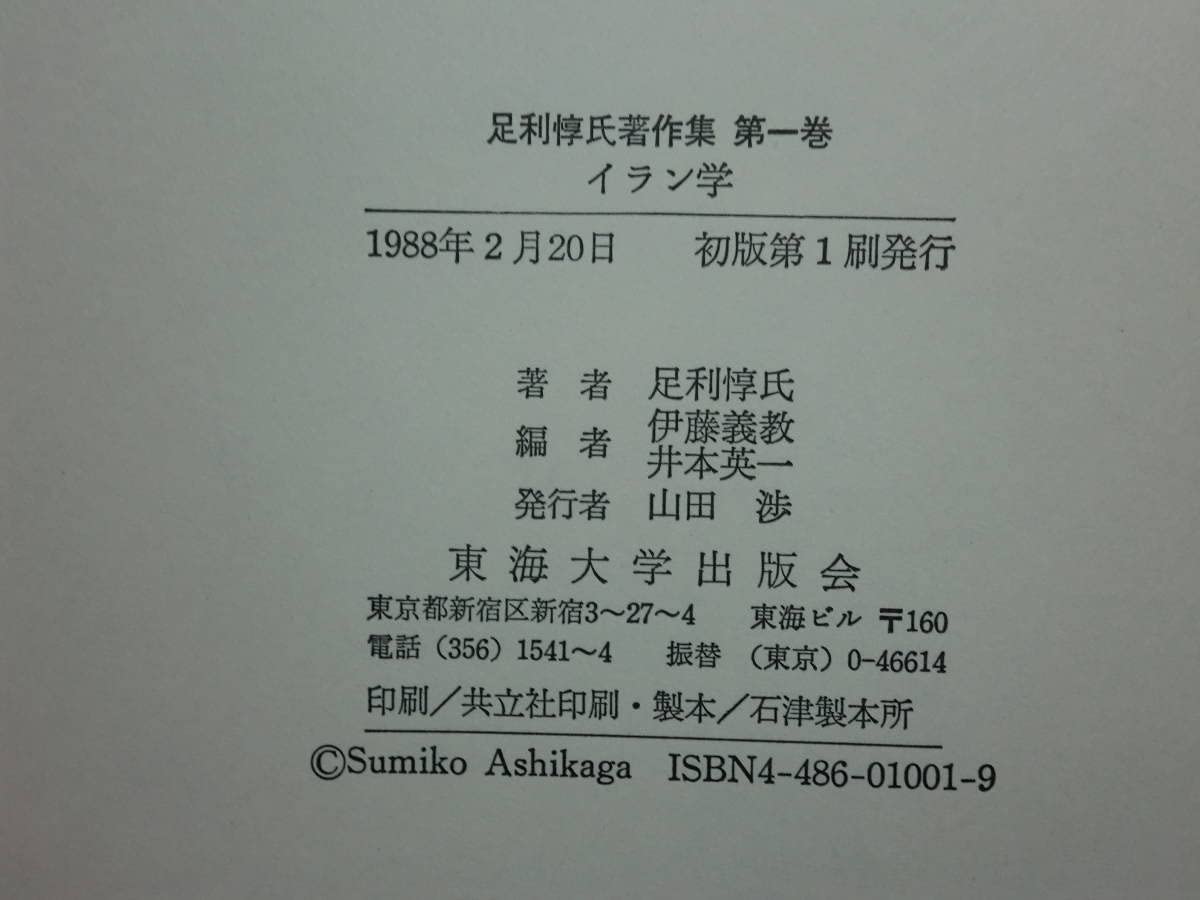 足利惇氏著作集 第一巻
イラン学
1988年2月20日 初版第1刷発行
著 者 足利惇氏
編 者 伊藤義教
井本英一
発行者 山田 渉
東海大学出版会
東京都新宿区新宿3〜27〜4 東海ビル 〒160
電話(356)1541〜4 振替 (東京)0-46614
印刷/共立社印刷・製本/石津製本所
©Sumiko Ashikaga ISBN4-486-01001-9